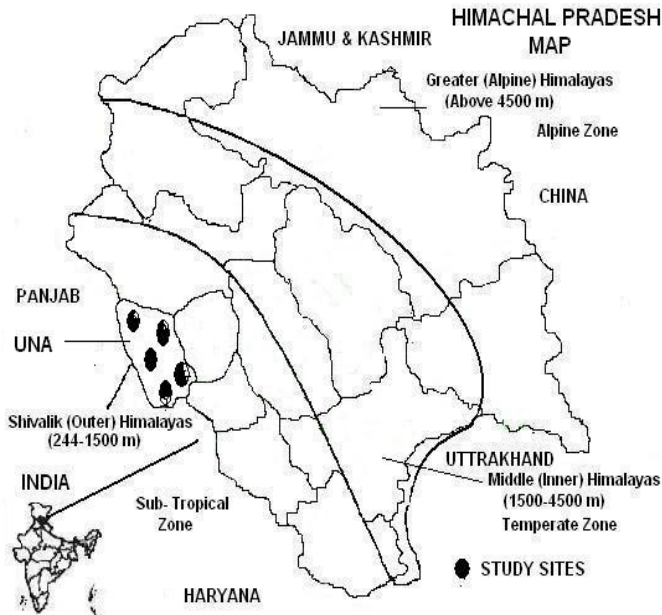 HIMACHAL PRADESH
MAP
JAMMU & KASHMIR
Greater (Alpine) Himalayas
(Above 4500 m)
Alpine Zone
CHINA
PANJAB
UNA
Shivalik (Outer) Himalayas
(244-1500 m)
UTTRAKHAND
Middle (Inner) Himalayas
(1500-4500 m)
Temperate Zone
INDIA
Sub- Tropical
Zone
STUDY SITES
HARYANA